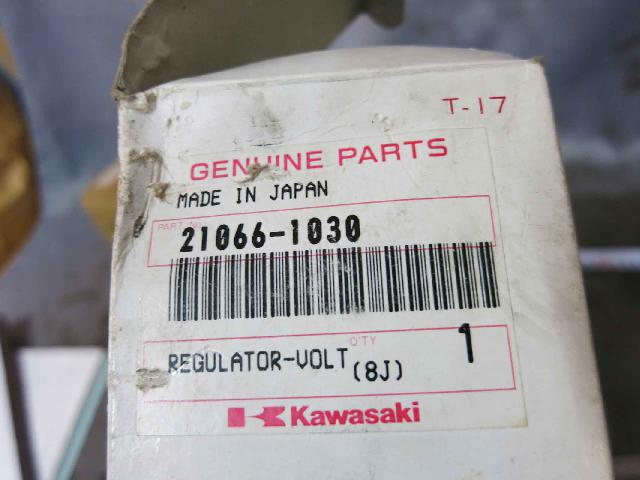 T-17
GENUINE PARTS
MADE IN JAPAN
PART No.
21066-1030
Q'TY
REGULATOR-VOLT (8J) 1
Kawasaki